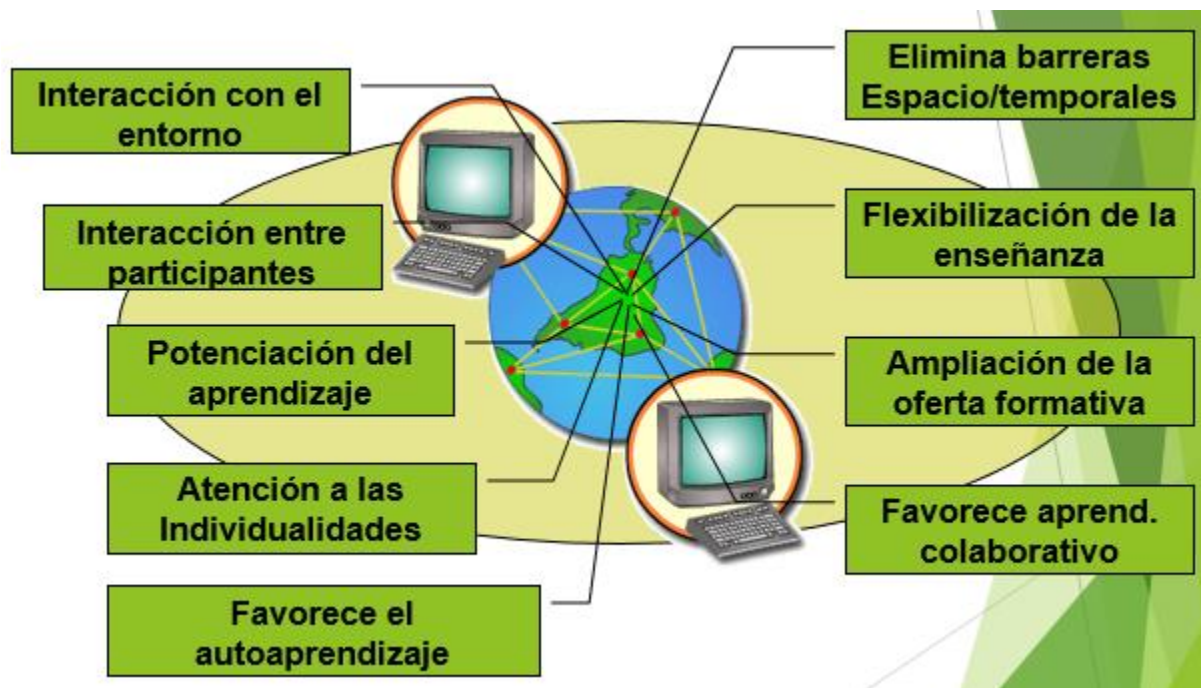 Interacción con el
entorno
Interacción entre
participantes
Potenciación del
aprendizaje
Atención a las
Individualidades
Favorece el
autoaprendizaje
Elimina barreras
Espacio/temporales
Flexibilización de la
enseñanza
Ampliación de la
oferta formativa
Favorece aprend.
colaborativo